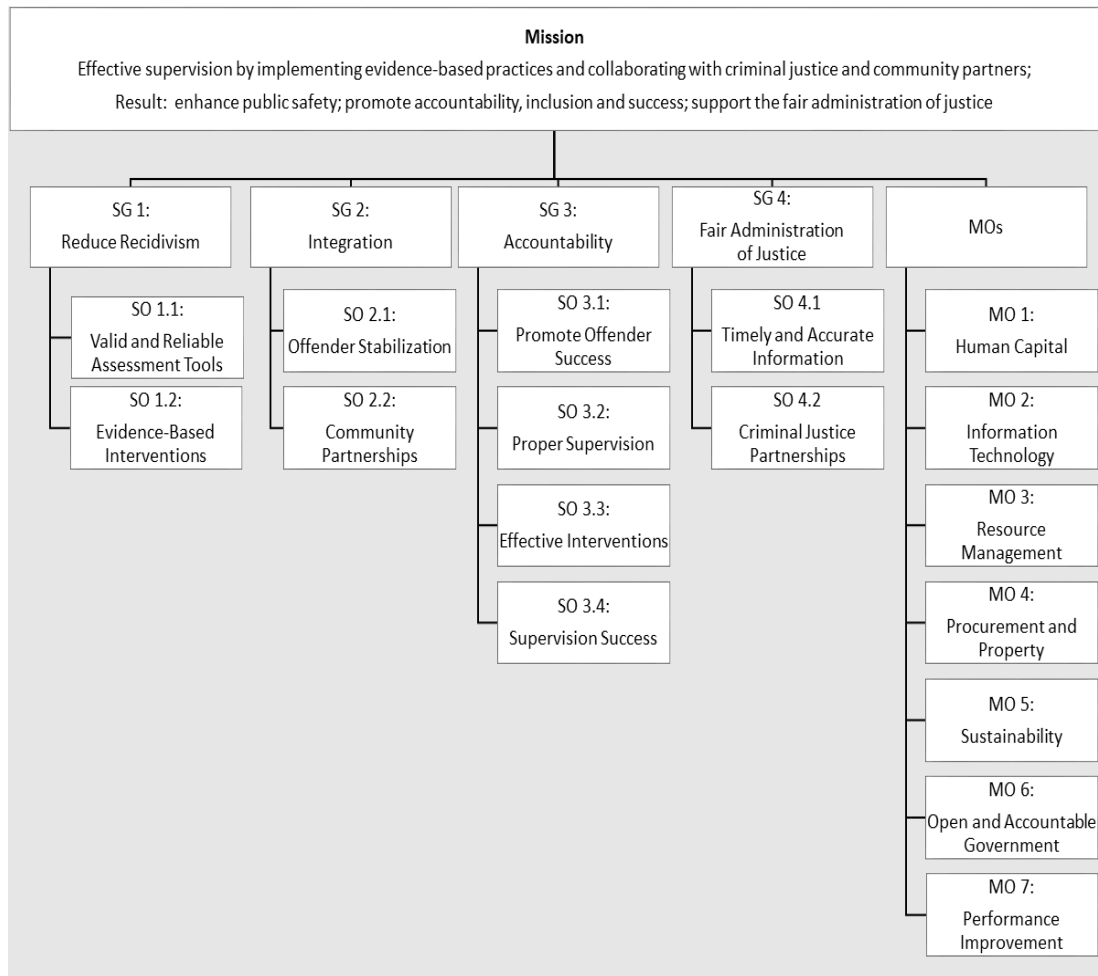 Mission
Effective supervision by implementing evidence-based practices and collaborating with criminal justice and community partners;
Result: enhance public safety; promote accountability, inclusion and success; support the fair administration of justice
SG 1:
Reduce Recidivism
SO 1.1:
Valid and Reliable
Assessment Tools
SO 1.2:
Evidence-Based
Interventions
SG 2:
Integration
SO 2.1:
Offender Stabilization
SO 2.2:
Community
Partnerships
SG 3:
Accountability
SO 3.1:
Promote Offender
Success
SO 3.2:
Proper Supervision
SO 3.3:
Effective Interventions
SO 3.4:
Supervision Success
SG 4:
Fair Administration
of Justice
SO 4.1
Timely and Accurate
Information
SO 4.2
Criminal Justice
Partnerships
MOs
MO 1:
Human Capital
MO 2:
Information
Technology
MO 3:
Resource
Management
MO 4:
Procurement and
Property
MO 5:
Sustainability
MO 6:
Open and Accountable
Government
MO 7:
Performance
Improvement